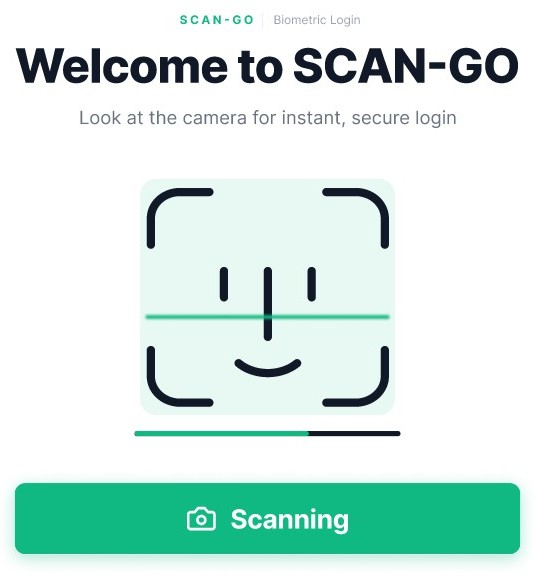 SCAN-GO Biometric Login
Welcome to SCAN-GO
Look at the camera for instant, secure login
Scanning